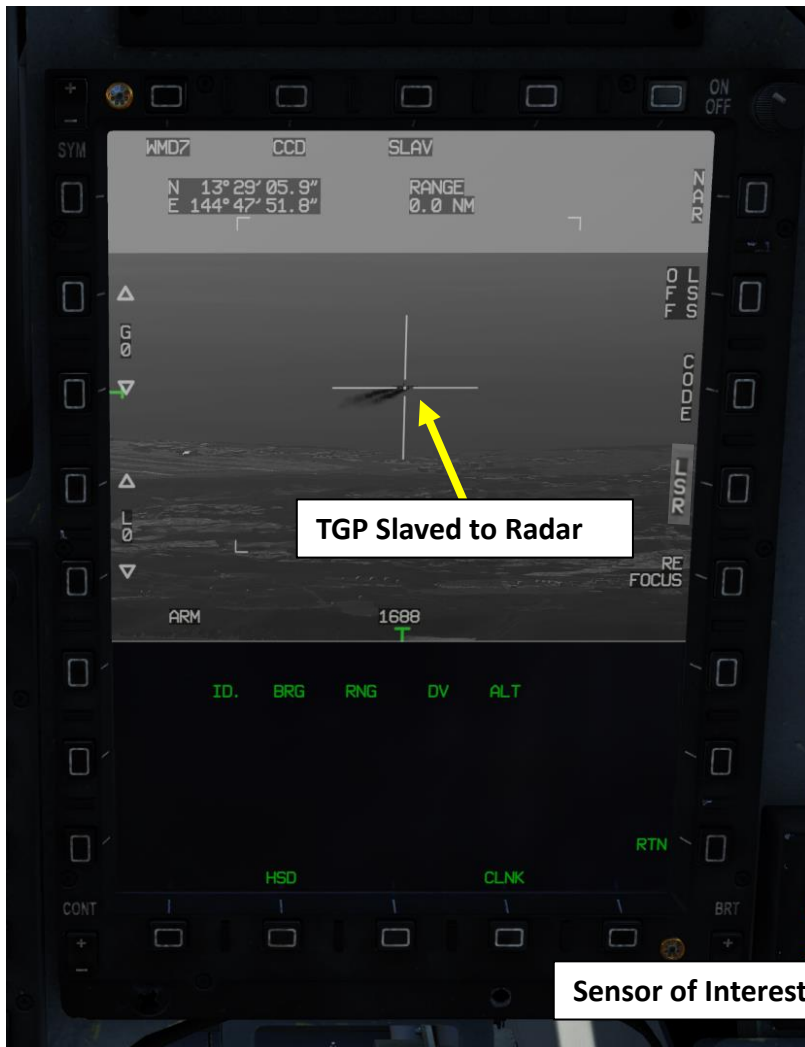 ON
OFF
SYM
WMD7 CCD SLAV
N 13°29′05.9″ RANGE
E 144°47′51.8″ 0.0 NM
NAR
OFF LSS
G0
CODE
LSR
L0
TGP Slaved to Radar
RE
FOCUS
ARM 1688
ID. BRG RNG DV ALT
RTN
HSD CLNK
CONT BRT
Sensor of Interest